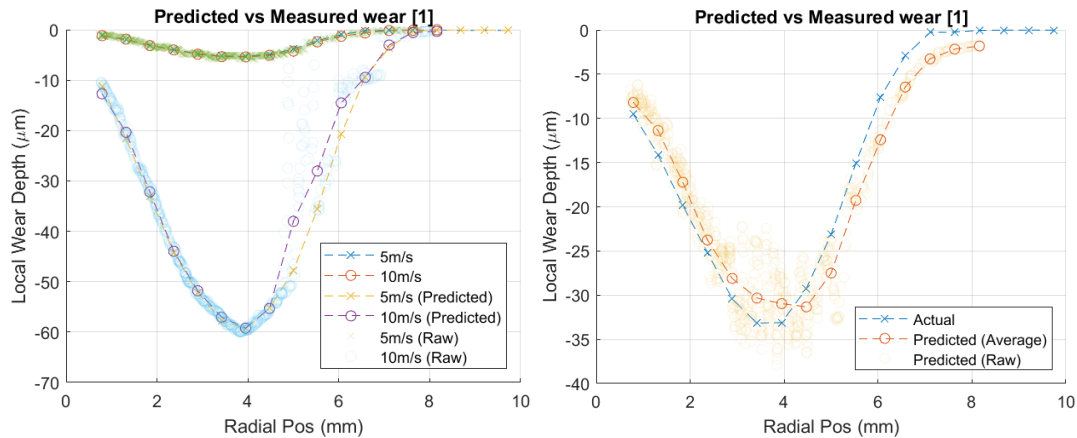 Predicted vs Measured wear [1]
0
-10
-20
-30
-40
-50
-60
-70
Local Wear Depth (μm)
0 2 4 6 8 10
Radial Pos (mm)
5m/s
10m/s
5m/s (Predicted)
10m/s (Predicted)
5m/s (Raw)
10m/s (Raw)
Predicted vs Measured wear [1]
0
-5
-10
-15
-20
-25
-30
-35
-40
Local Wear Depth (μm)
0 2 4 6 8 10
Radial Pos (mm)
Actual
Predicted (Average)
Predicted (Raw)